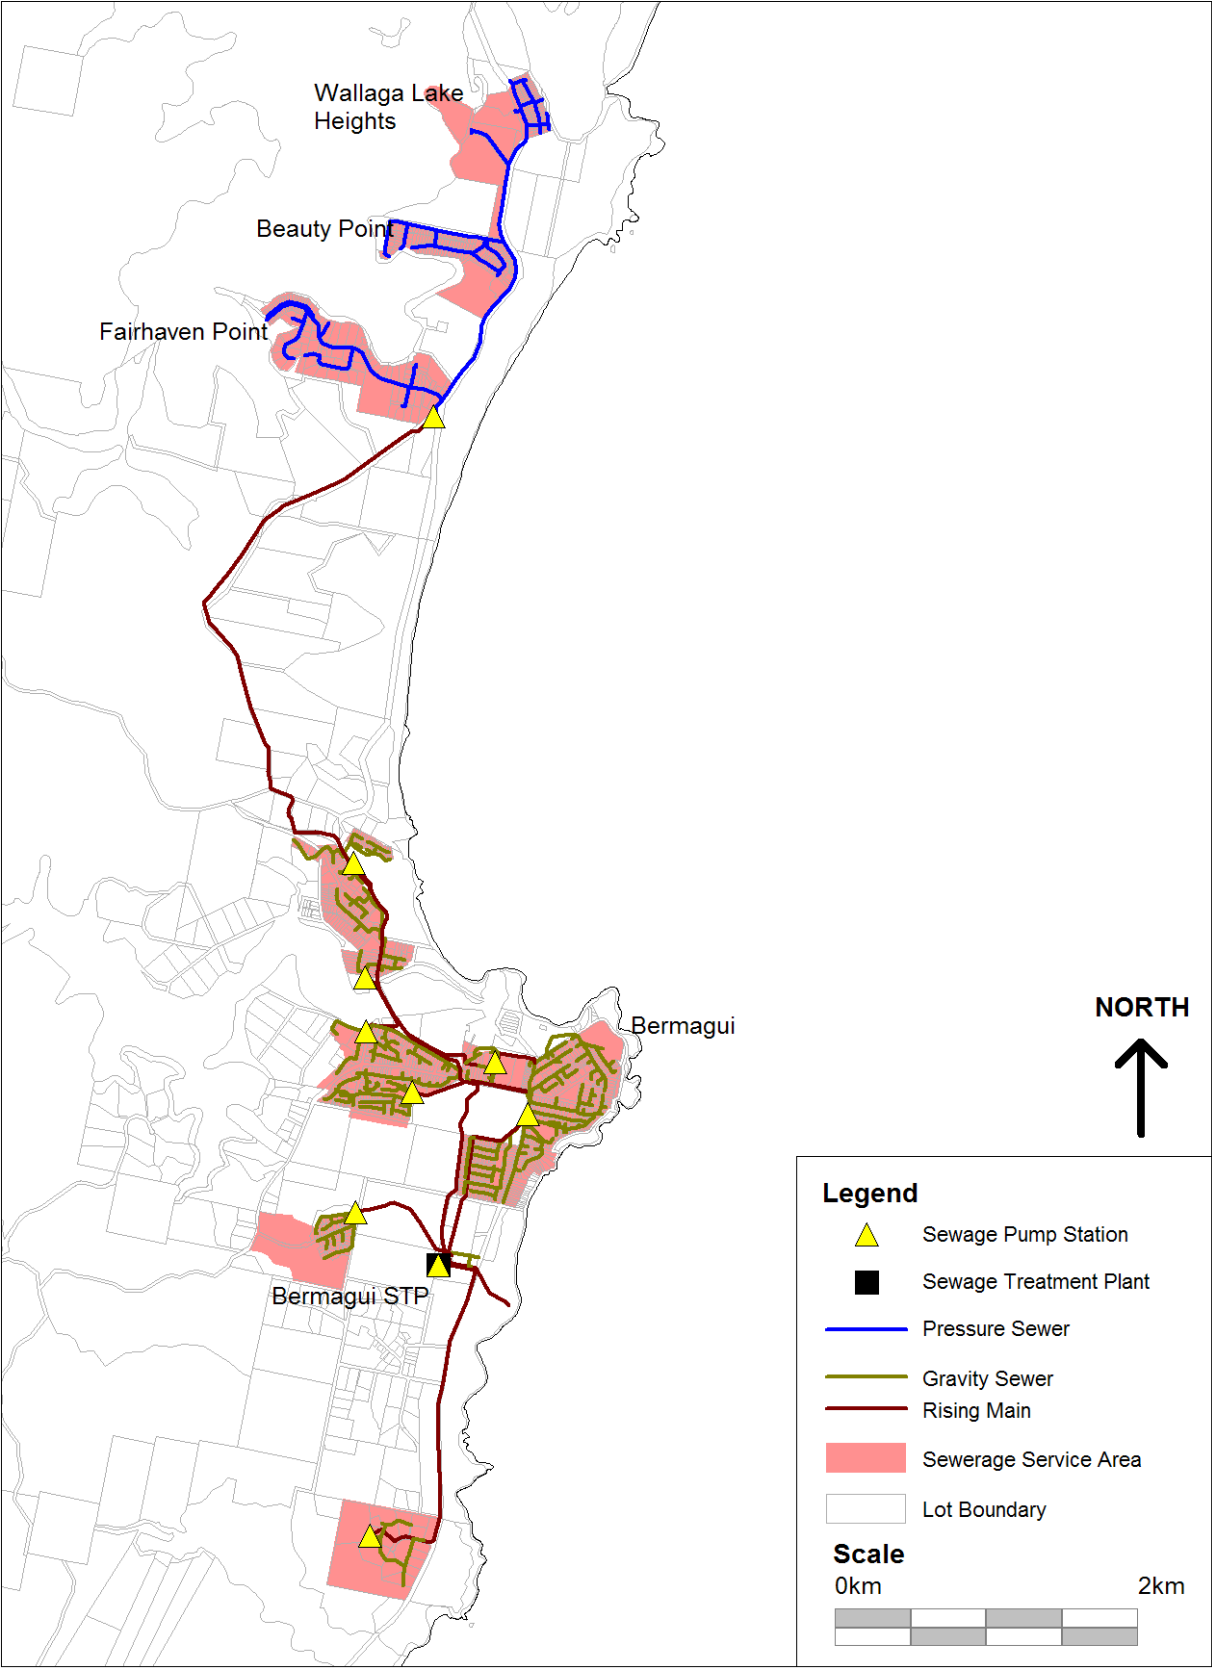 Wallaga Lake
Heights
Beauty Point
Fairhaven Point
Bermagui
NORTH
Bermagui STP
Legend
Sewage Pump Station
Sewage Treatment Plant
Pressure Sewer
Gravity Sewer
Rising Main
Sewerage Service Area
Lot Boundary
Scale
0km 2km